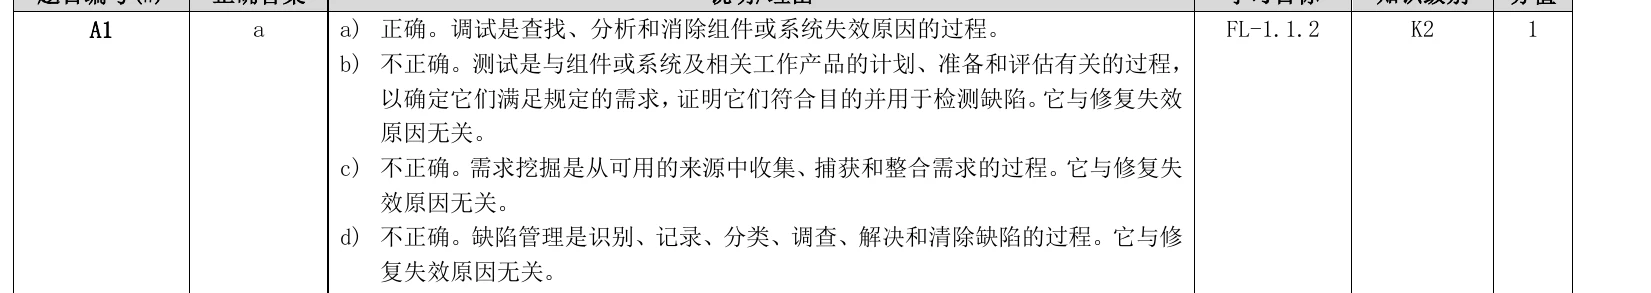 A1 a a) 正确。调试是查找、分析和消除组件或系统失效原因的过程。 FL-1.1.2 K2 1
b) 不正确。测试是与组件或系统及相关工作产品的计划、准备和评估有关的过程，
以确定它们满足规定的需求，证明它们符合目的并用于检测缺陷。它与修复失效
原因无关。
c) 不正确。需求挖掘是从可用的来源中收集、捕获和整合需求的过程。它与修复失
效原因无关。
d) 不正确。缺陷管理是识别、记录、分类、调查、解决和清除缺陷的过程。它与修
复失效原因无关。